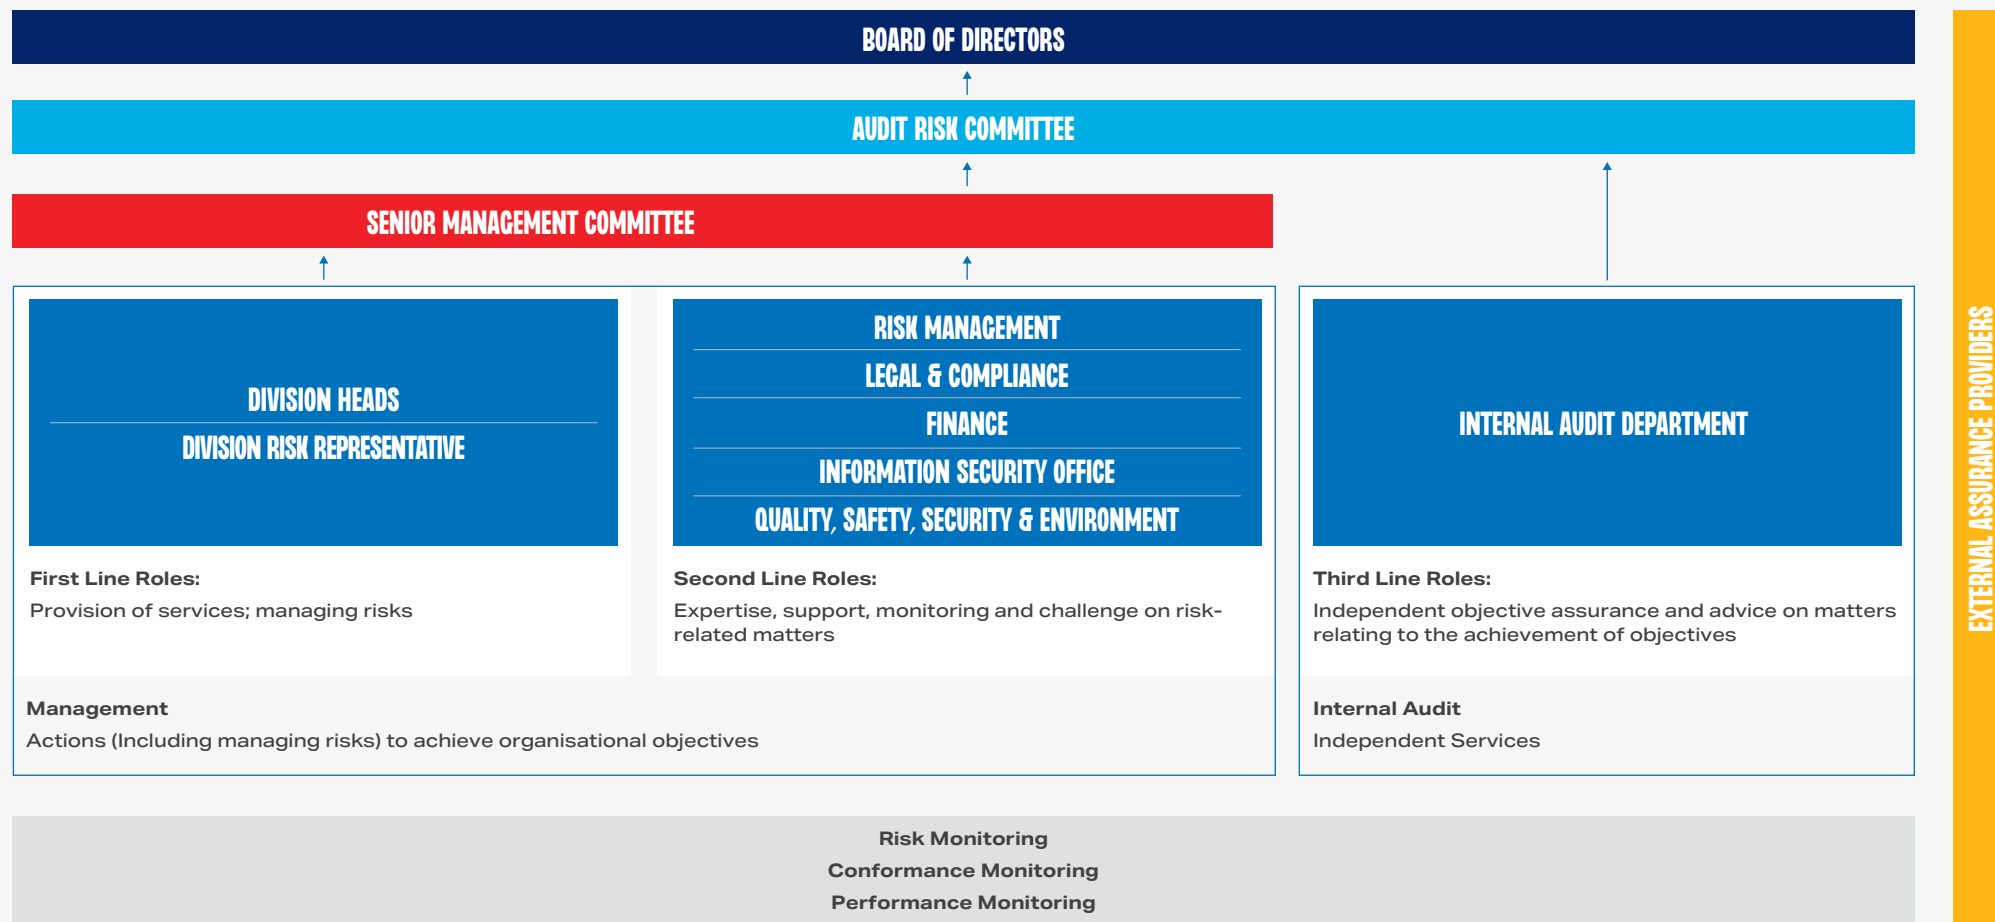 BOARD OF DIRECTORS
AUDIT RISK COMMITTEE
SENIOR MANAGEMENT COMMITTEE
DIVISION HEADS
DIVISION RISK REPRESENTATIVE
First Line Roles:
Provision of services; managing risks
RISK MANAGEMENT
LEGAL & COMPLIANCE
FINANCE
INFORMATION SECURITY OFFICE
QUALITY, SAFETY, SECURITY & ENVIRONMENT
Second Line Roles:
Expertise, support, monitoring and challenge on risk-
related matters
Management
Actions (Including managing risks) to achieve organisational objectives
INTERNAL AUDIT DEPARTMENT
Third Line Roles:
Independent objective assurance and advice on matters
relating to the achievement of objectives
Internal Audit
Independent Services
Risk Monitoring
Conformance Monitoring
Performance Monitoring
EXTERNAL ASSURANCE PROVIDERS